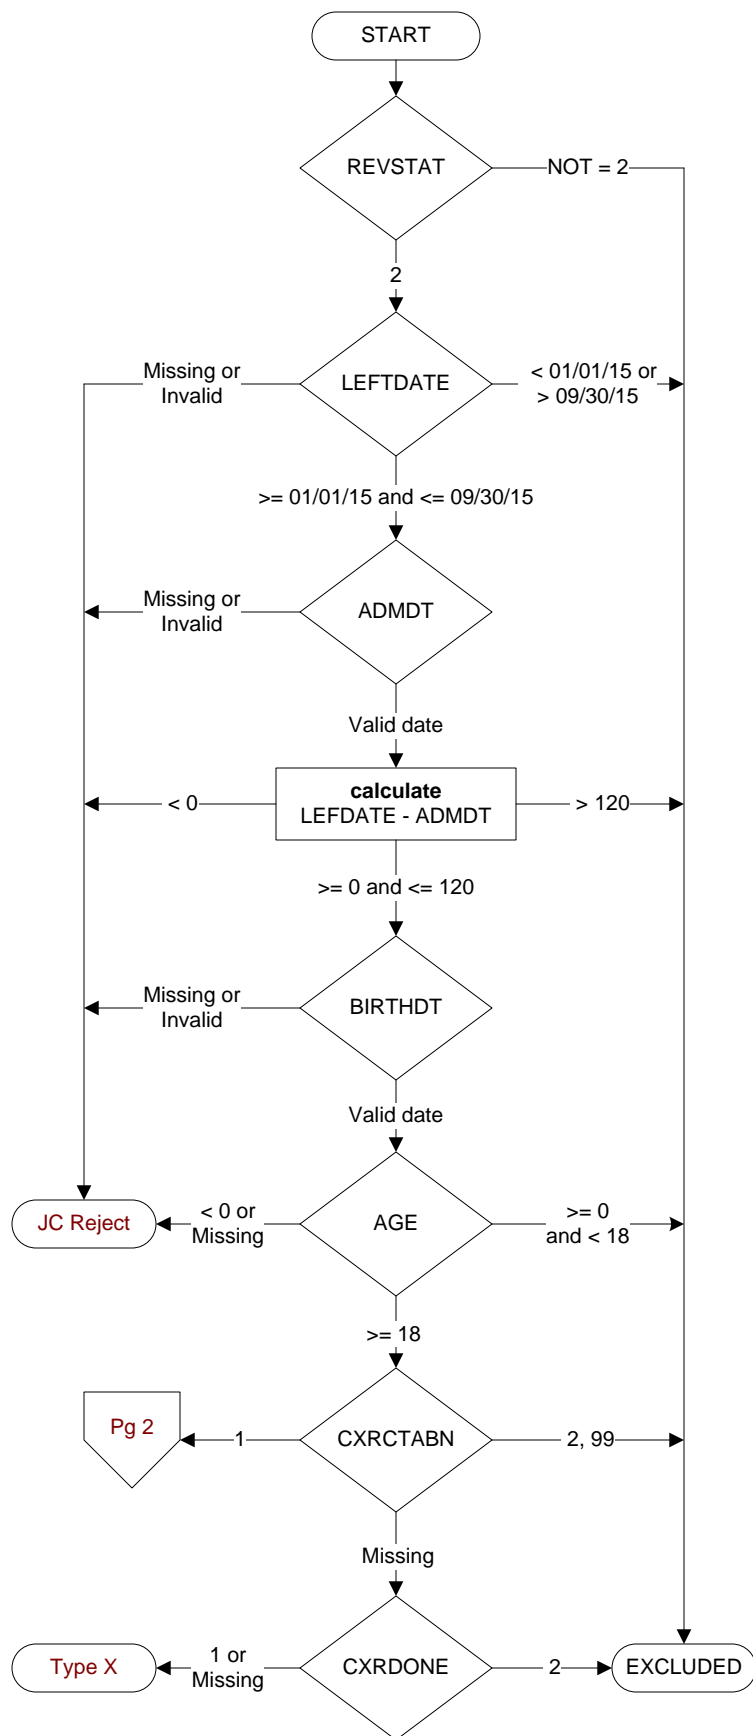 START
REVSTAT
NOT = 2
2
Missing or
Invalid
LEFTDATE
< 01/01/15 or
> 09/30/15
>= 01/01/15 and <= 09/30/15
Missing or
Invalid
ADMDT
Valid date
< 0
calculate
LEFDATE - ADMDT
> 120
>= 0 and <= 120
Missing or
Invalid
BIRTHDT
Valid date
JC Reject
< 0 or
Missing
AGE
>= 0
and < 18
>= 18
Pg 2
1
CXRCTABN
2, 99
Missing
Type X
1 or
Missing
CXRDONE
2
EXCLUDED